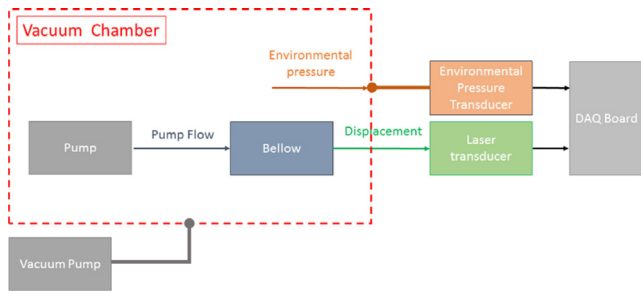 Vacuum Chamber
Environmental
pressure
Environmental
Pressure
Transducer
DAQ Board
Pump
Pump Flow
Bellow
Displacement
Laser
transducer
Vacuum Pump